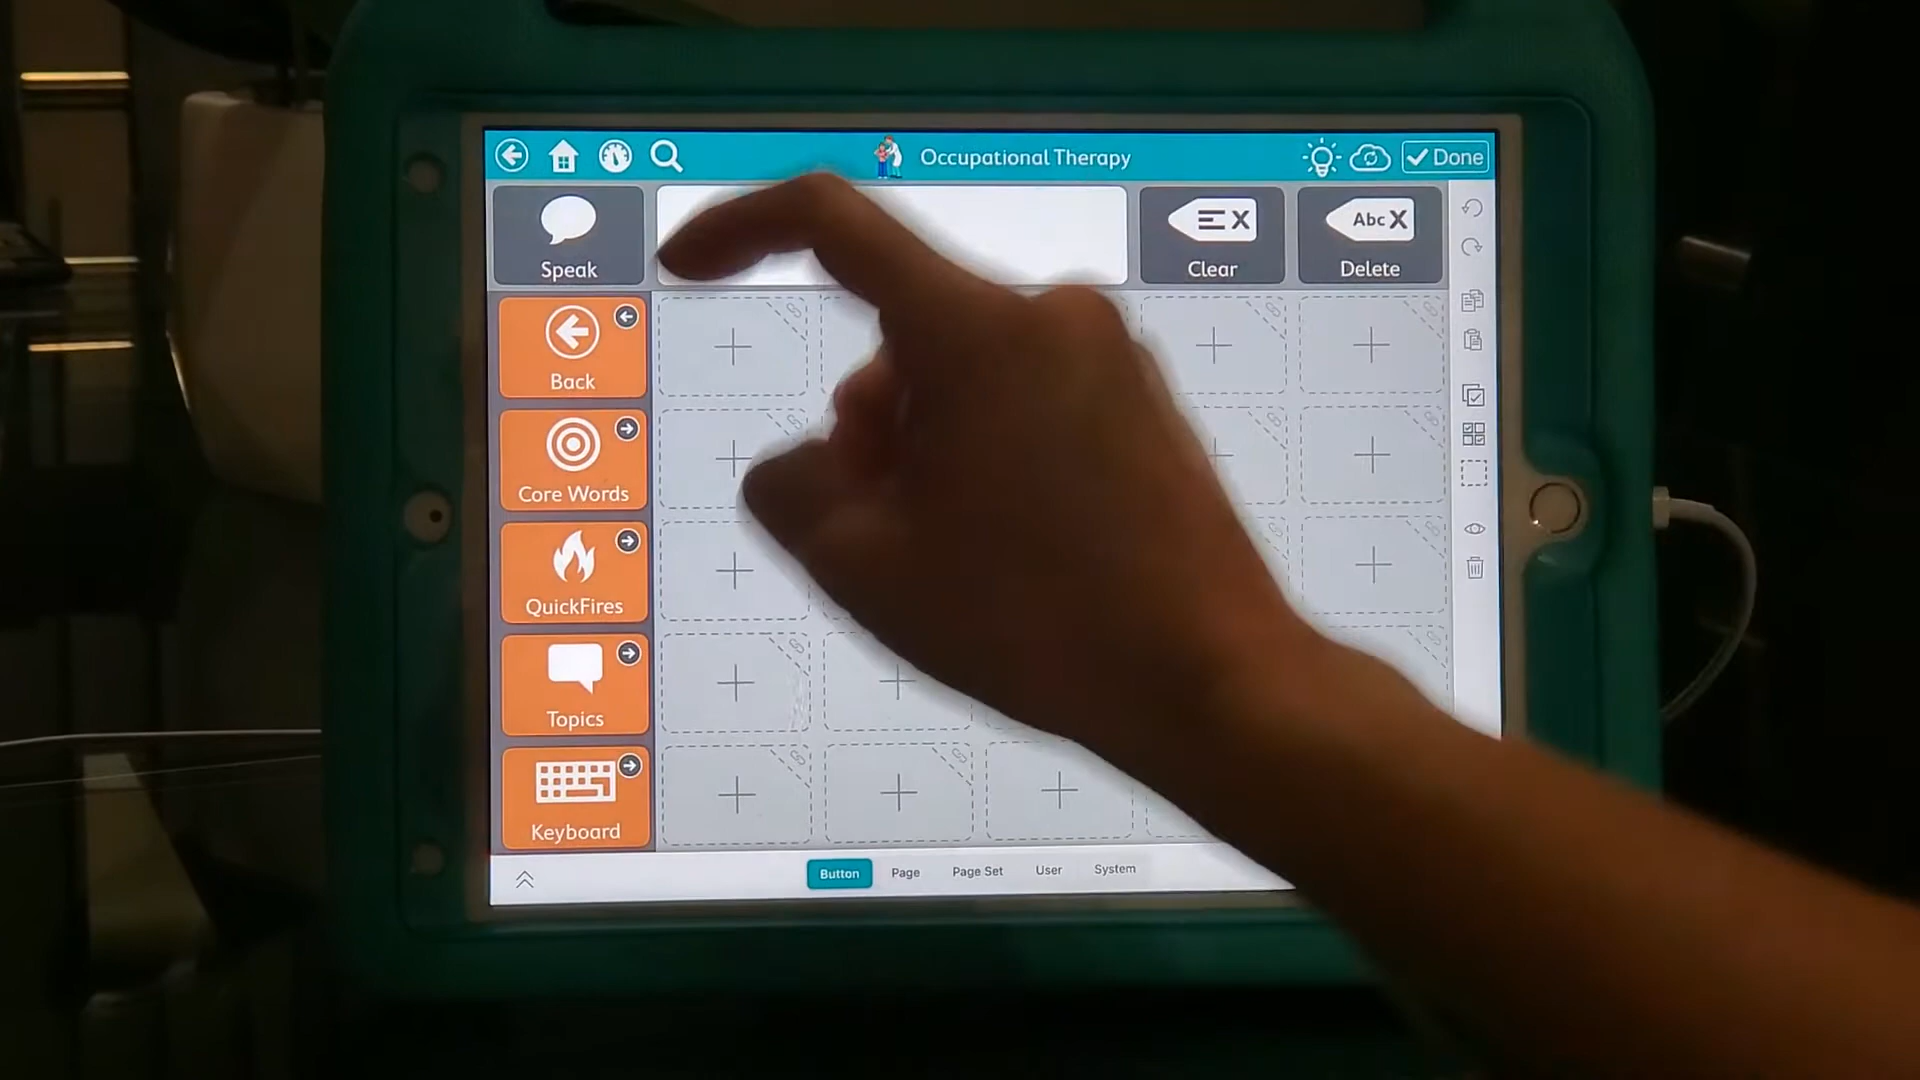 Occupational Therapy
Done
Speak
Clear
Abc X
Delete
Back
Core Words
QuickFires
Topics
Keyboard
Button Page Page Set User System